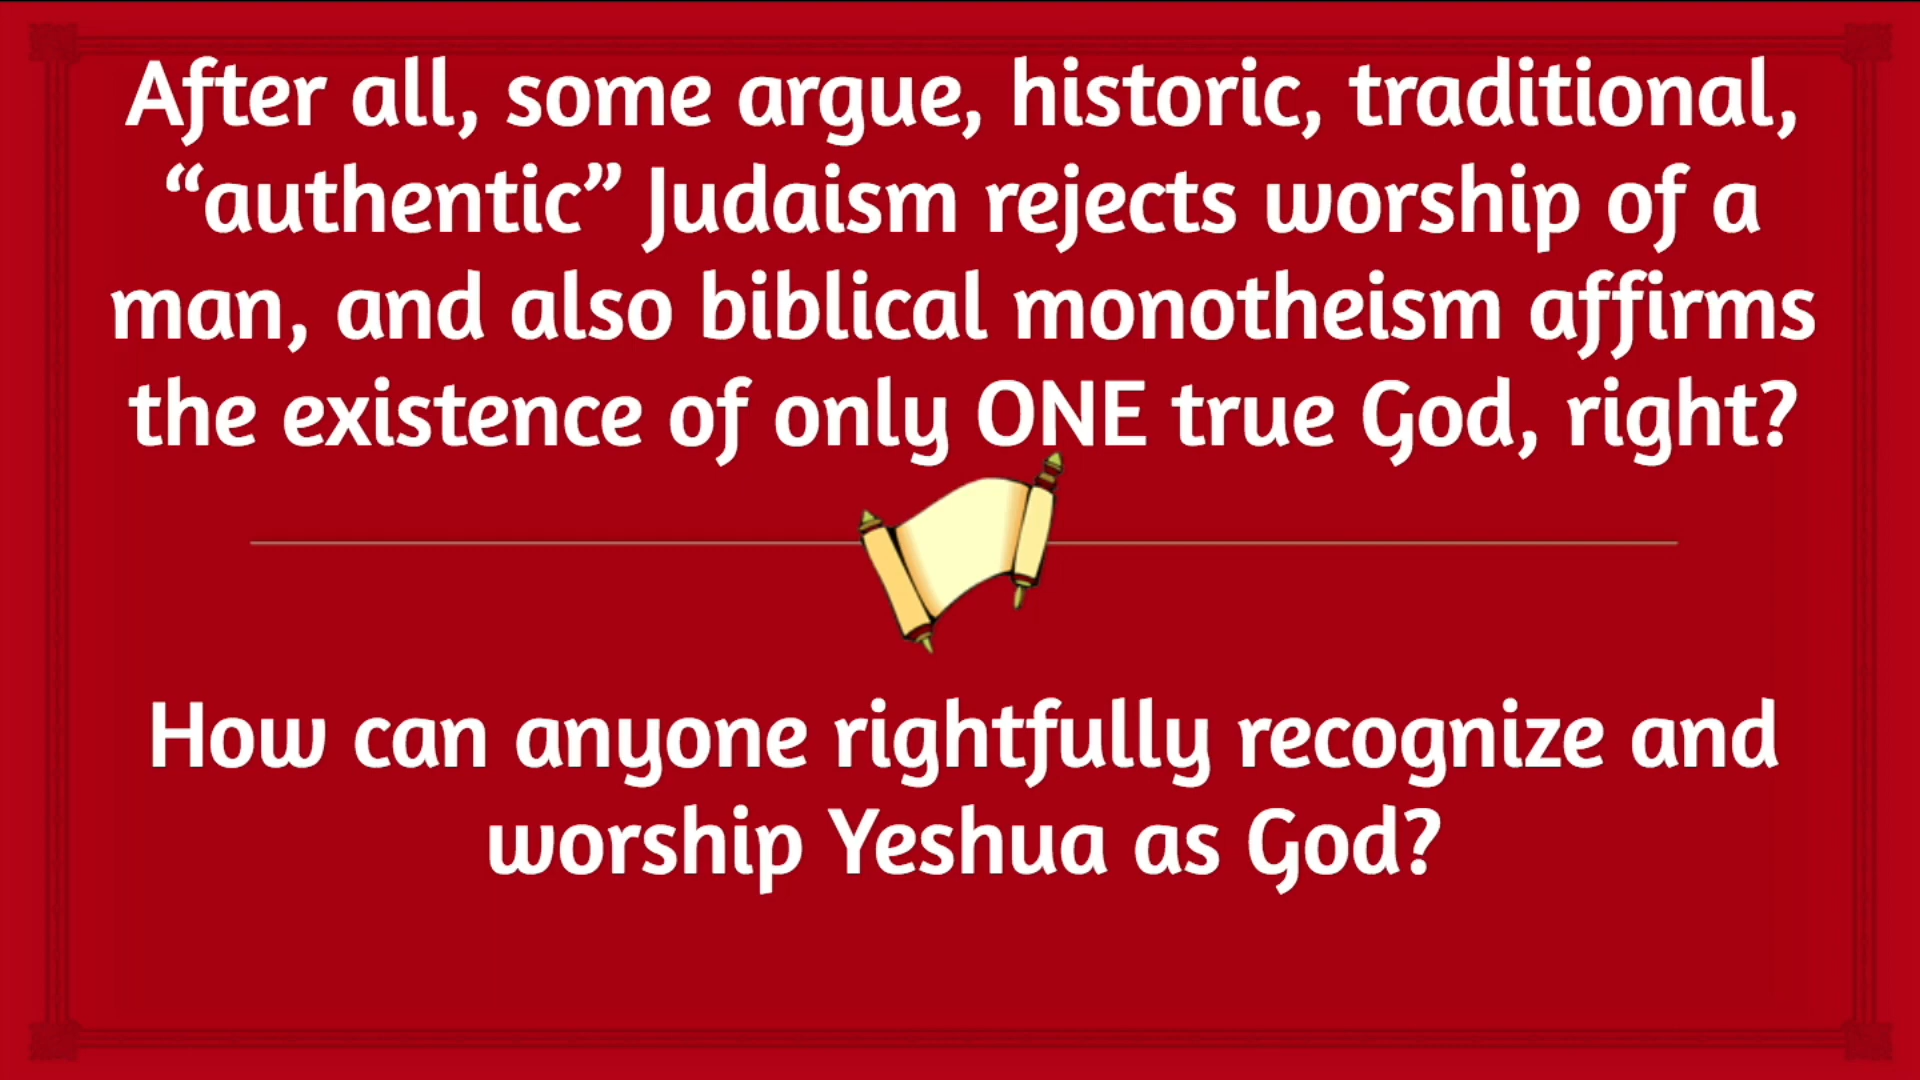 After all, some argue, historic, traditional,
“authentic” Judaism rejects worship of a
man, and also biblical monotheism affirms
the existence of only ONE true God, right?
How can anyone rightfully recognize and
worship Yeshua as God?